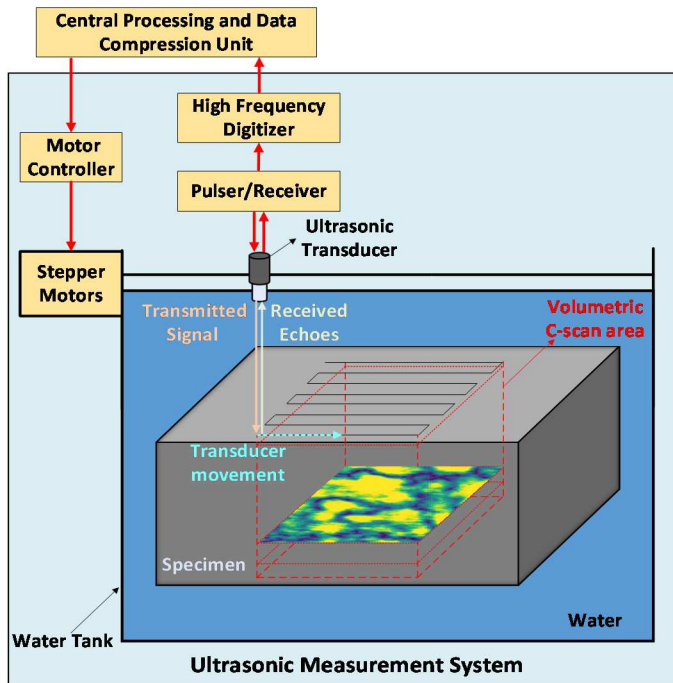 Central Processing and Data
Compression Unit
High Frequency
Digitizer
Motor
Controller
Pulser/Receiver
Ultrasonic
Transducer
Stepper
Motors
Transmitted
Signal
Received
Echoes
Volumetric
C-scan area
Transducer
movement
Specimen
Water
Water Tank
Ultrasonic Measurement System